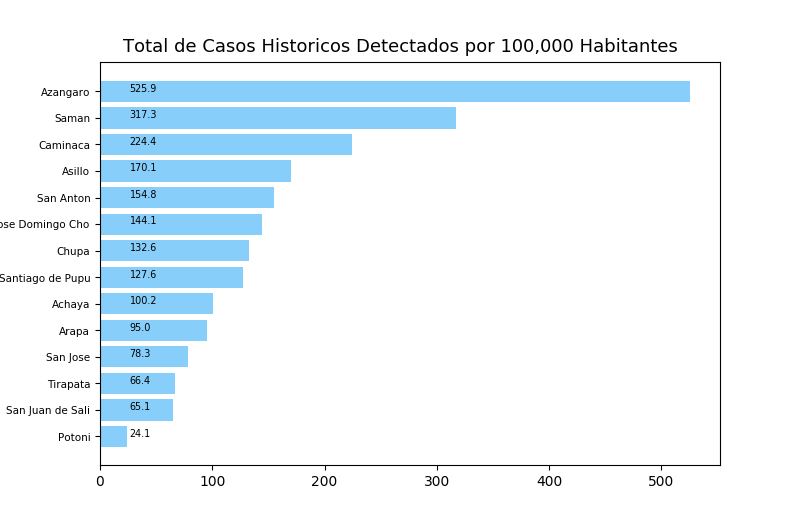 Total de Casos Historicos Detectados por 100,000 Habitantes
Azangaro 525.9
Saman 317.3
Caminaca 224.4
Asillo 170.1
San Anton 154.8
ose Domingo Cho 144.1
Chupa 132.6
Santiago de Pupu 127.6
Achaya 100.2
Arapa 95.0
San Jose 78.3
Tirapata 66.4
San Juan de Sali 65.1
Potoni 24.1
0 100 200 300 400 500